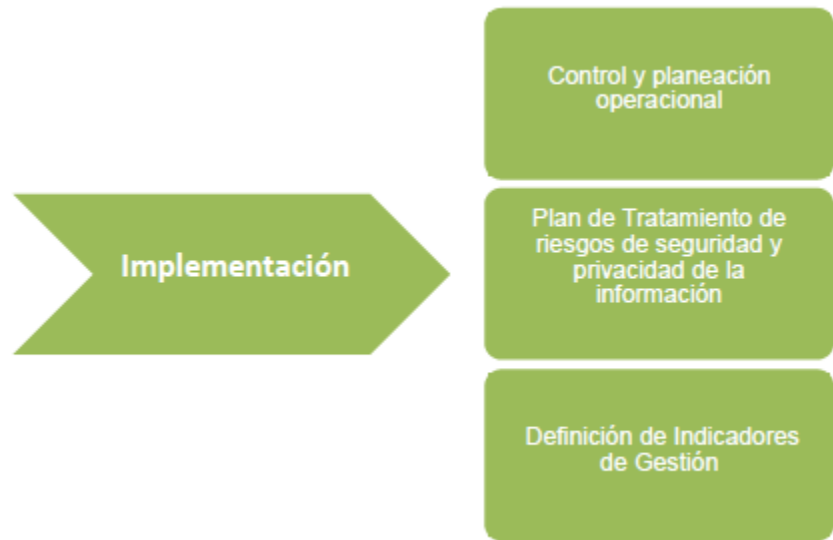 Implementación
Control y planeación
operacional
Plan de Tratamiento de
riesgos de seguridad y
privacidad de la
información
Definición de Indicadores
de Gestión